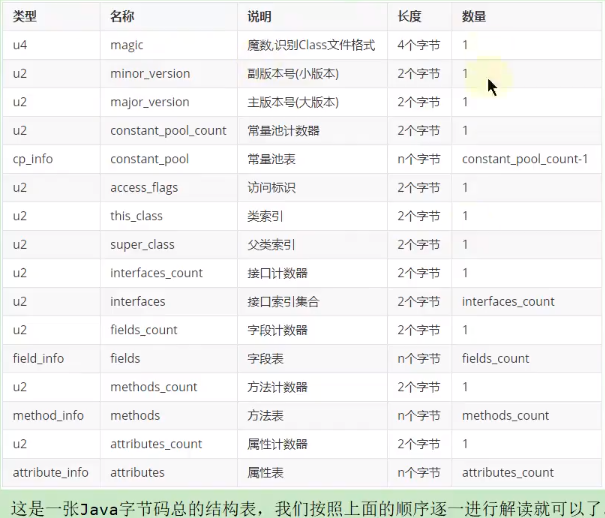 类型 名称 说明 长度 数量
u4 magic 魔数,识别Class文件格式 4个字节 1
u2 minor_version 副版本号(小版本) 2个字节 1
u2 major_version 主版本号(大版本) 2个字节 1
u2 constant_pool_count 常量池计数器 2个字节 1
cp_info constant_pool 常量池表 n个字节 constant_pool_count-1
u2 access_flags 访问标识 2个字节 1
u2 this_class 类索引 2个字节 1
u2 super_class 父类索引 2个字节 1
u2 interfaces_count 接口计数器 2个字节 1
u2 interfaces 接口索引集合 2个字节 interfaces_count
u2 fields_count 字段计数器 2个字节 1
field_info fields 字段表 n个字节 fields_count
u2 methods_count 方法计数器 2个字节 1
method_info methods 方法表 n个字节 methods_count
u2 attributes_count 属性计数器 2个字节 1
attribute_info attributes 属性表 n个字节 attributes_count
这是一张Java字节码总的结构表，我们按照上面的顺序逐一进行解读就可以了